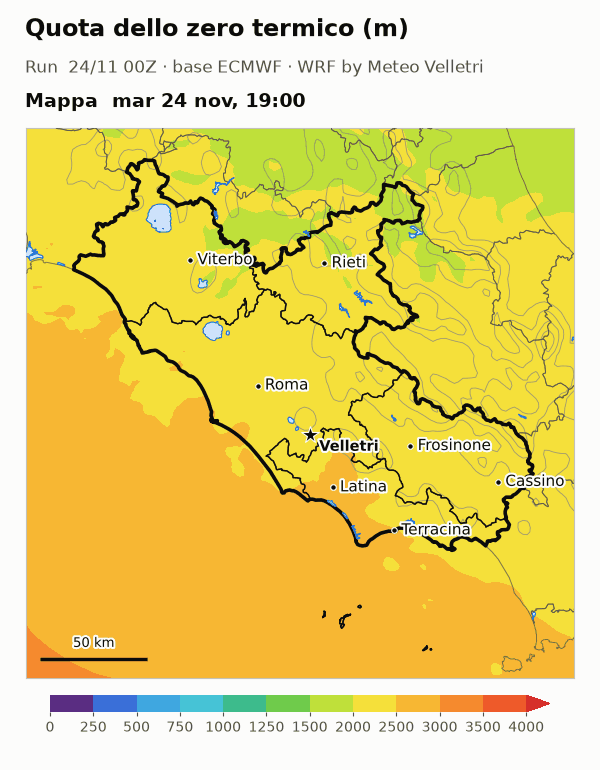 Quota dello zero termico (m)
Run 24/11 00Z · base ECMWF · WRF by Meteo Velletri
Mappa mar 24 nov, 19:00
Viterbo
Rieti
Roma
Velletri
Frosinone
Latina
Cassino
Terracina
50 km
0 250 500 750 1000 1250 1500 2000 2500 3000 3500 4000